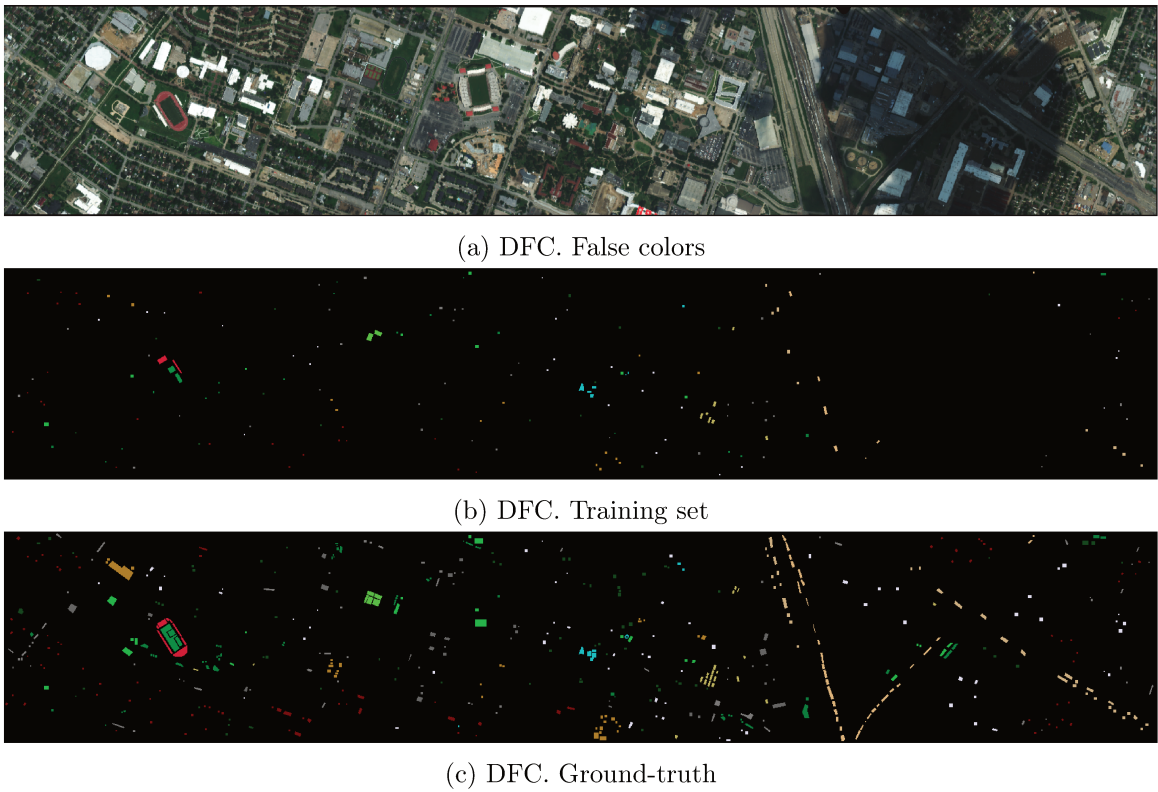 (a) DFC. False colors
(b) DFC. Training set
(c) DFC. Ground-truth